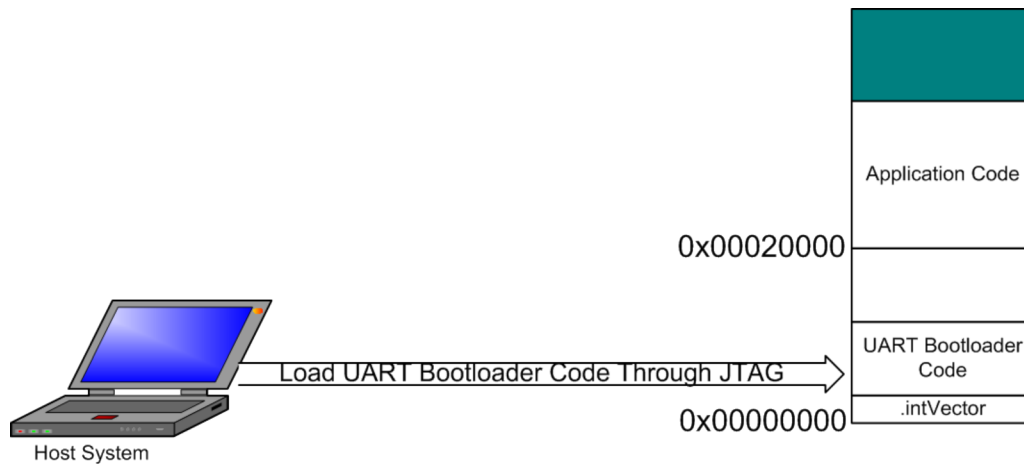 Application Code
0x00020000
UART Bootloader
Code
Load UART Bootloader Code Through JTAG
.intVector
0x00000000
Host System